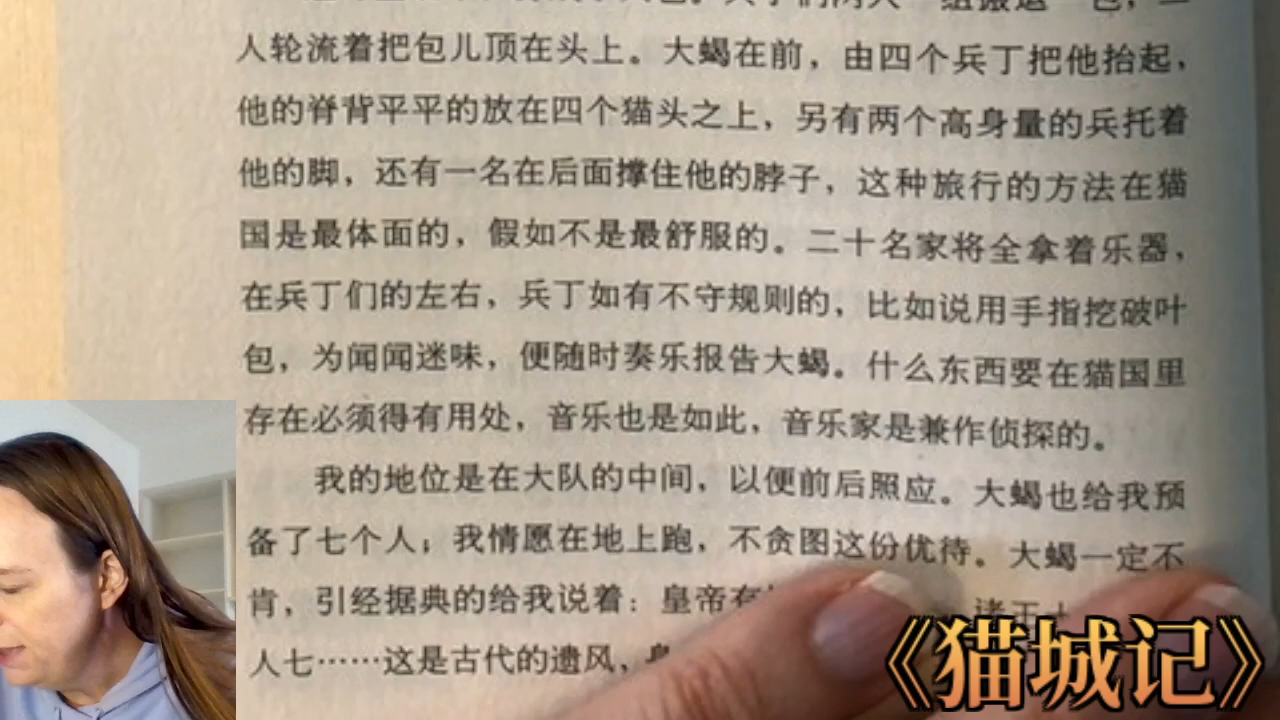 人轮流着把包儿顶在头上。大蝎在前，由四个兵丁把他抬起，
他的脊背平平的放在四个猫头之上，另有两个高身量的兵托着
他的脚，还有一名在后面撑住他的脖子，这种旅行的方法在猫
国是最体面的，假如不是最舒服的。二十名家将全拿着乐器，
在兵丁们的左右，兵丁如有不守规则的，比如说用手指挖破叶
包，为闻闻迷味，便随时奏乐报告大蝎。什么东西要在猫国里
存在必须得有用处，音乐也是如此，音乐家是兼作侦探的。
我的地位是在大队的中间，以便前后照应。大蝎也给我预
备了七个人；我情愿在地上跑，不贪图这份优待。大蝎一定不
肯，引经据典的给我说着：皇帝有
人七……这是古代的遗风，
《猫城记》